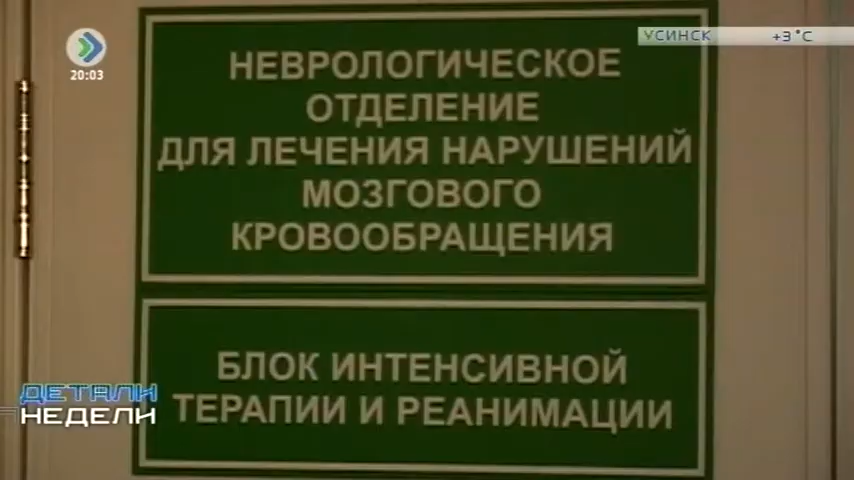 УСИНСК +3°C
20:03
НЕВРОЛОГИЧЕСКОЕ
ОТДЕЛЕНИЕ
ДЛЯ ЛЕЧЕНИЯ НАРУШЕНИЙ
МОЗГОВОГО
КРОВООБРАЩЕНИЯ
БЛОК ИНТЕНСИВНОЙ
ТЕРАПИИ И РЕАНИМАЦИИ
ДЕТАЛИ
НЕДЕЛИ